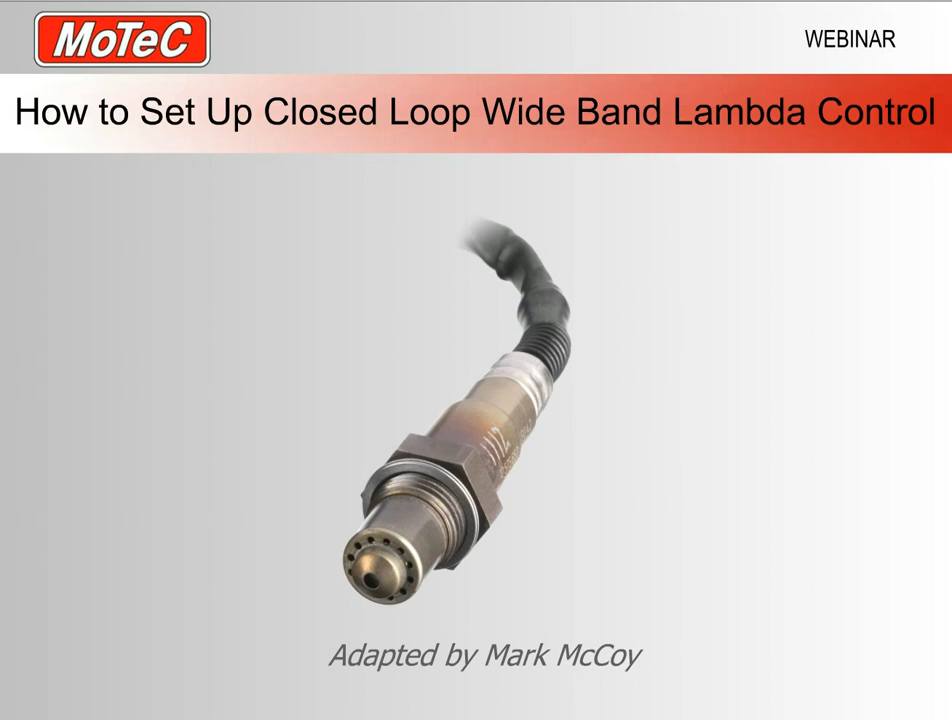 MoTeC
WEBINAR
How to Set Up Closed Loop Wide Band Lambda Control
Adapted by Mark McCoy